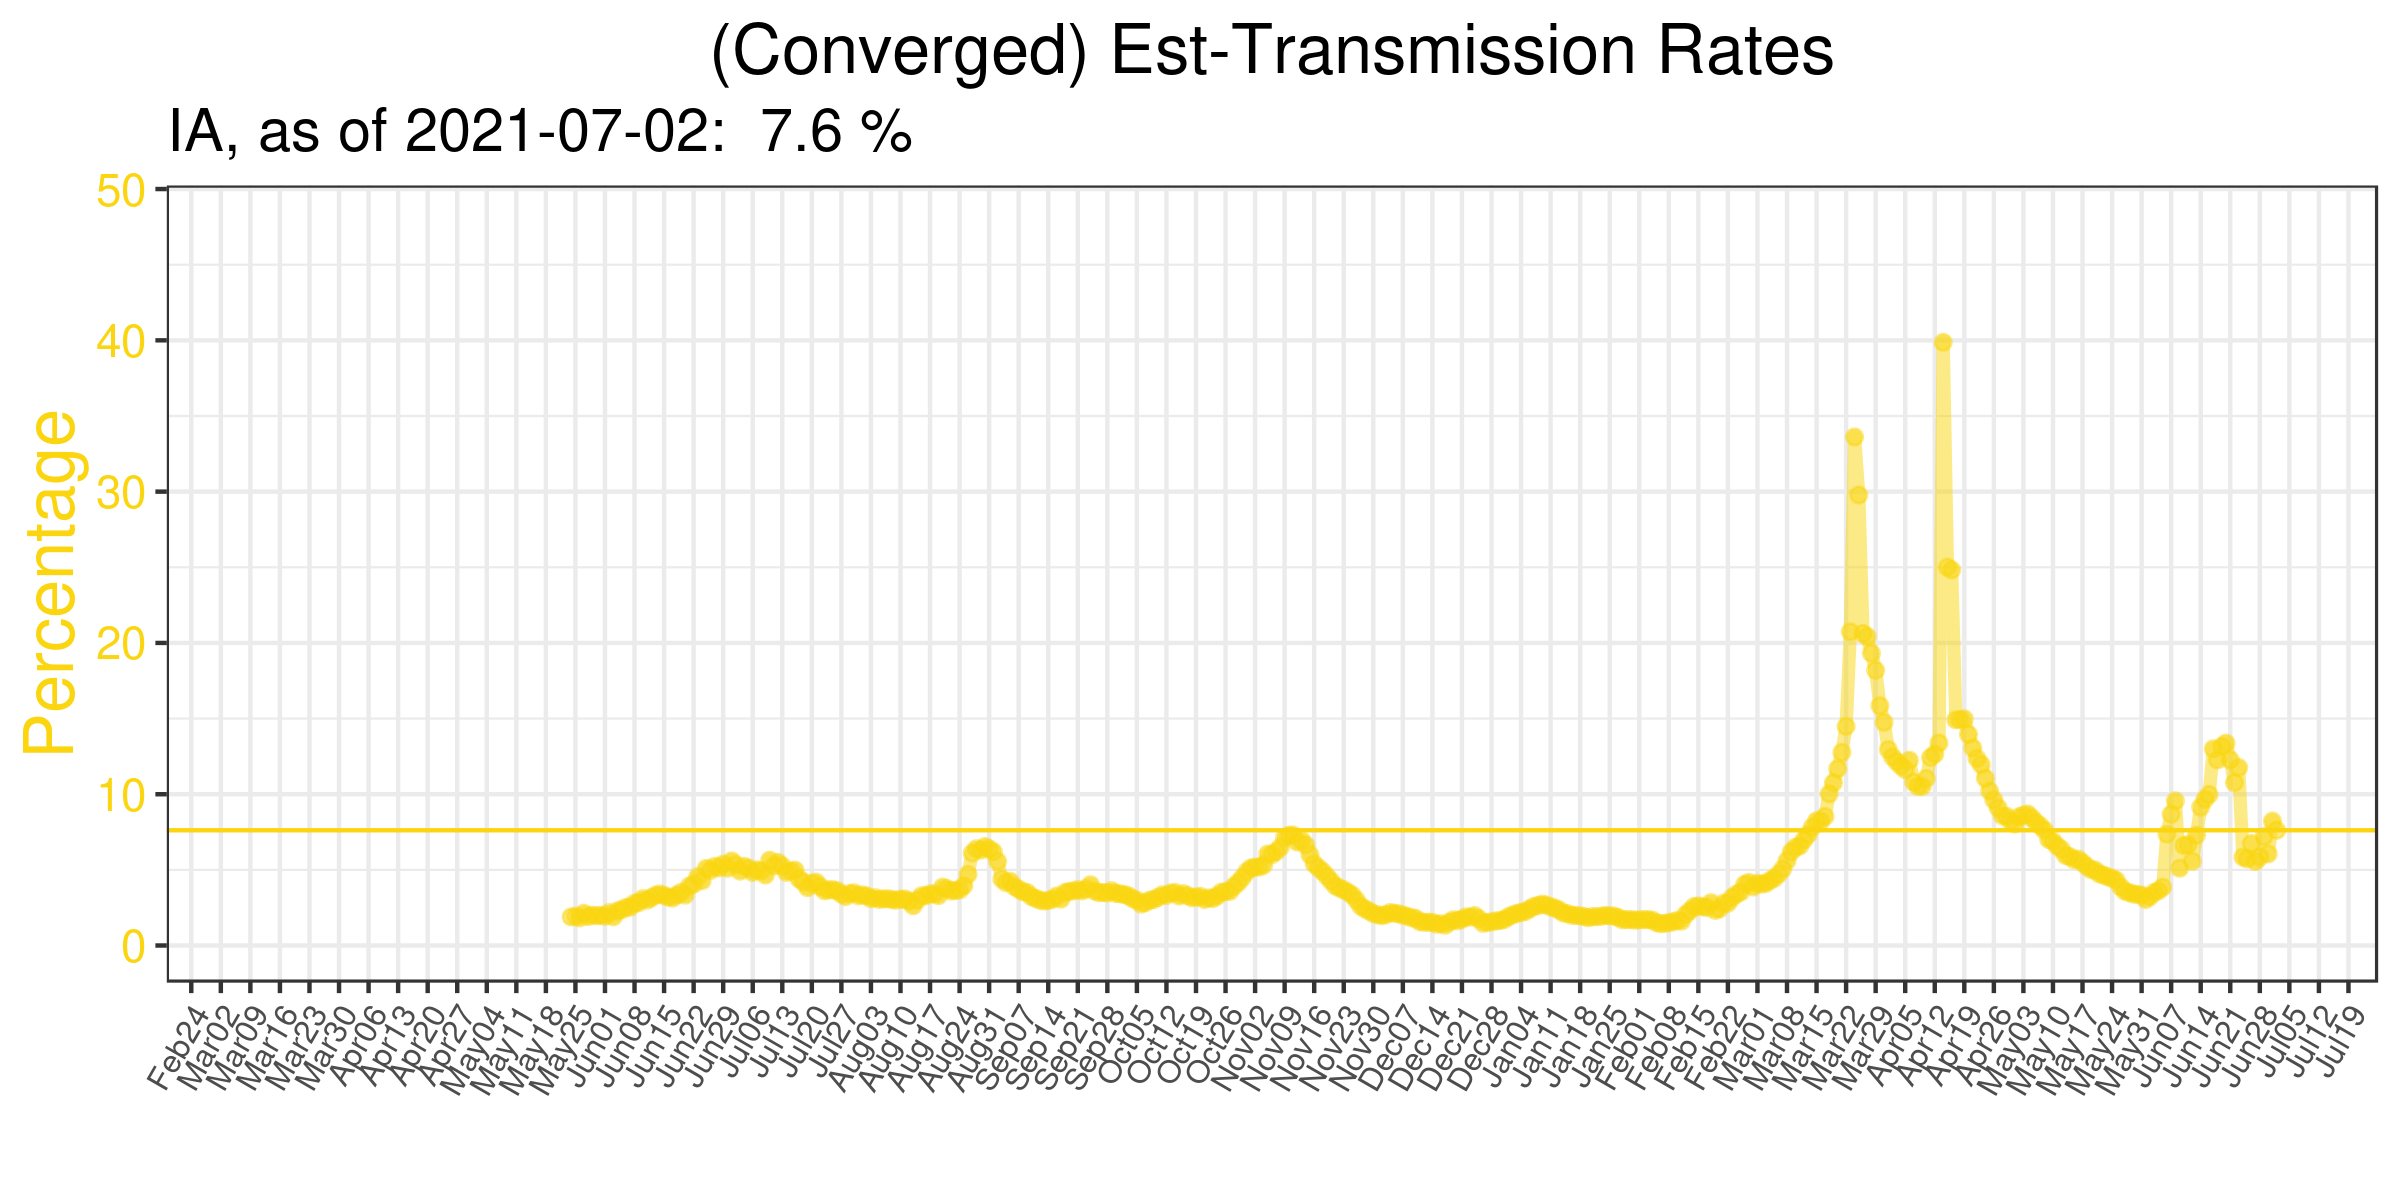 (Converged) Est-Transmission Rates
IA, as of 2021-07-02:  7.6 %
Percentage
50
40
30
20
10
0
Feb24
Mar02
Mar09
Mar16
Mar23
Mar30
Apr06
Apr13
Apr20
Apr27
May04
May11
May18
May25
Jun01
Jun08
Jun15
Jun22
Jun29
Jul06
Jul13
Jul20
Jul27
Aug03
Aug10
Aug17
Aug24
Aug31
Sep07
Sep14
Sep21
Sep28
Oct05
Oct12
Oct19
Oct26
Nov02
Nov09
Nov16
Nov23
Nov30
Dec07
Dec14
Dec21
Dec28
Jan04
Jan11
Jan18
Jan25
Feb01
Feb08
Feb15
Feb22
Mar01
Mar08
Mar15
Mar22
Mar29
Apr05
Apr12
Apr19
Apr26
May03
May10
May17
May24
May31
Jun07
Jun14
Jun21
Jun28
Jul05
Jul12
Jul19